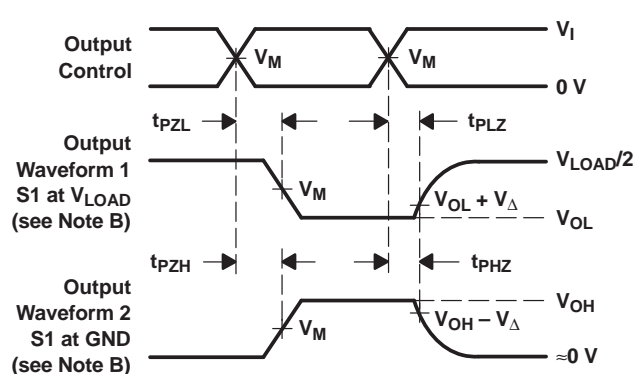 Output
Control
V_I
V_M
V_M
0 V
t_PZL
t_PLZ
Output
Waveform 1
S1 at V_LOAD
(see Note B)
V_LOAD/2
V_M
V_OL + V_Δ
V_OL
t_PZH
t_PHZ
Output
Waveform 2
S1 at GND
(see Note B)
V_OH
V_M
V_OH – V_Δ
≈0 V